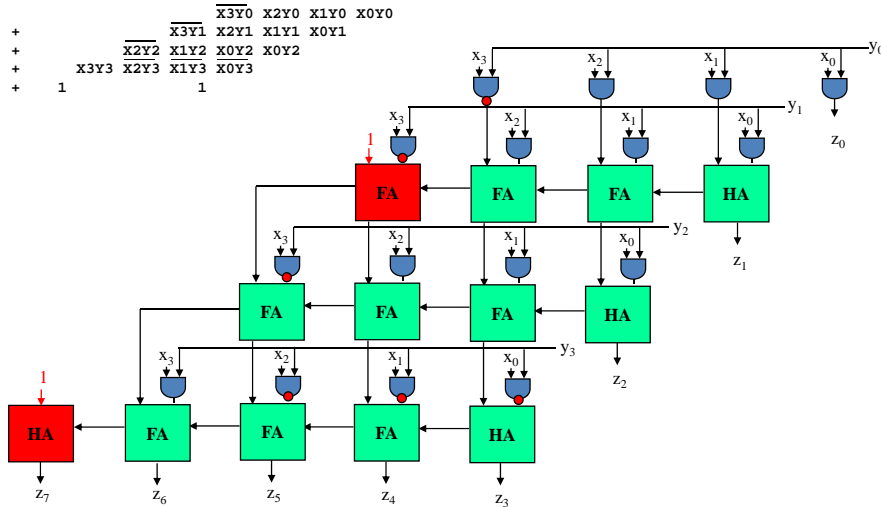 X3Y0 X2Y0 X1Y0 X0Y0
+ X3Y1 X2Y1 X1Y1 X0Y1
+ X2Y2 X1Y2 X0Y2 X0Y2
+ X3Y3 X2Y3 X1Y3 X0Y3
+ 1 1
x3 x2 x1 x0 y0
x3 x2 x1 x0 y1
z0
1
FA FA FA HA
x3 x2 x1 x0 y2
z1
FA FA FA HA
x3 x2 x1 x0 y3
z2
1
HA FA FA FA HA
z7 z6 z5 z4 z3